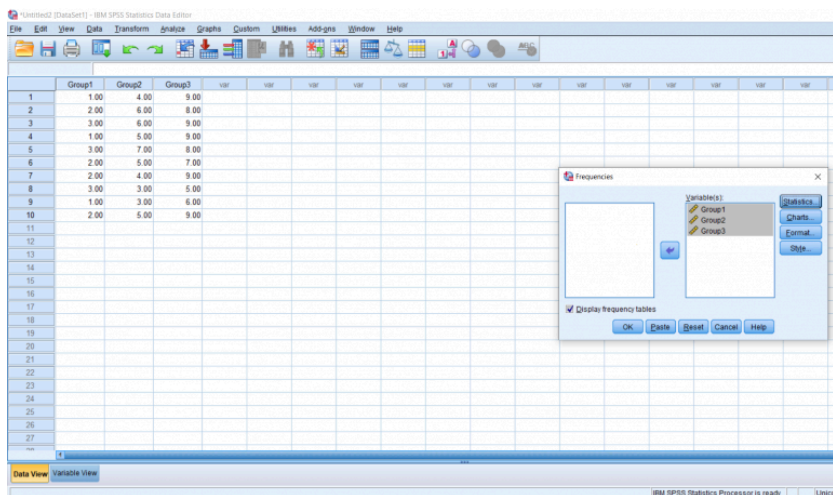 *Untitled2 [DataSet1] - IBM SPSS Statistics Data Editor
File Edit View Data Transform Analyze Graphs Custom Utilities Add-ons Window Help
Group1 Group2 Group3 var var var var var var var var var var var
1 1.00 4.00 9.00
2 2.00 6.00 8.00
3 3.00 6.00 9.00
4 1.00 5.00 9.00
5 3.00 7.00 8.00
6 2.00 5.00 7.00
7 2.00 4.00 9.00
8 3.00 3.00 5.00
9 1.00 3.00 6.00
10 2.00 5.00 9.00
11
12
13
14
15
16
17
18
19
20
21
22
23
24
25
26
27
Frequencies
Variable(s):
Group1
Group2
Group3
Statistics...
Charts...
Format...
Style...
Display frequency tables
OK Paste Reset Cancel Help
Data View Variable View
IBM SPSS Statistics Processor is ready